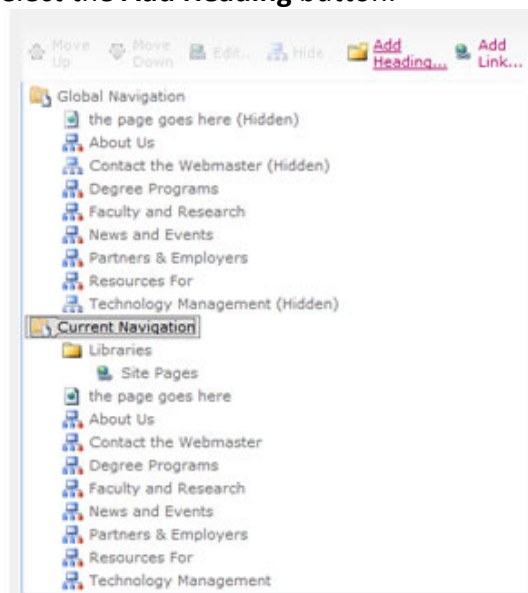 elect the Add Heading button.
Move Up Move Down Edit... Hide Add Heading... Add Link...
Global Navigation
the page goes here (Hidden)
About Us
Contact the Webmaster (Hidden)
Degree Programs
Faculty and Research
News and Events
Partners & Employers
Resources For
Technology Management (Hidden)
Current Navigation
Libraries
Site Pages
the page goes here
About Us
Contact the Webmaster
Degree Programs
Faculty and Research
News and Events
Partners & Employers
Resources For
Technology Management